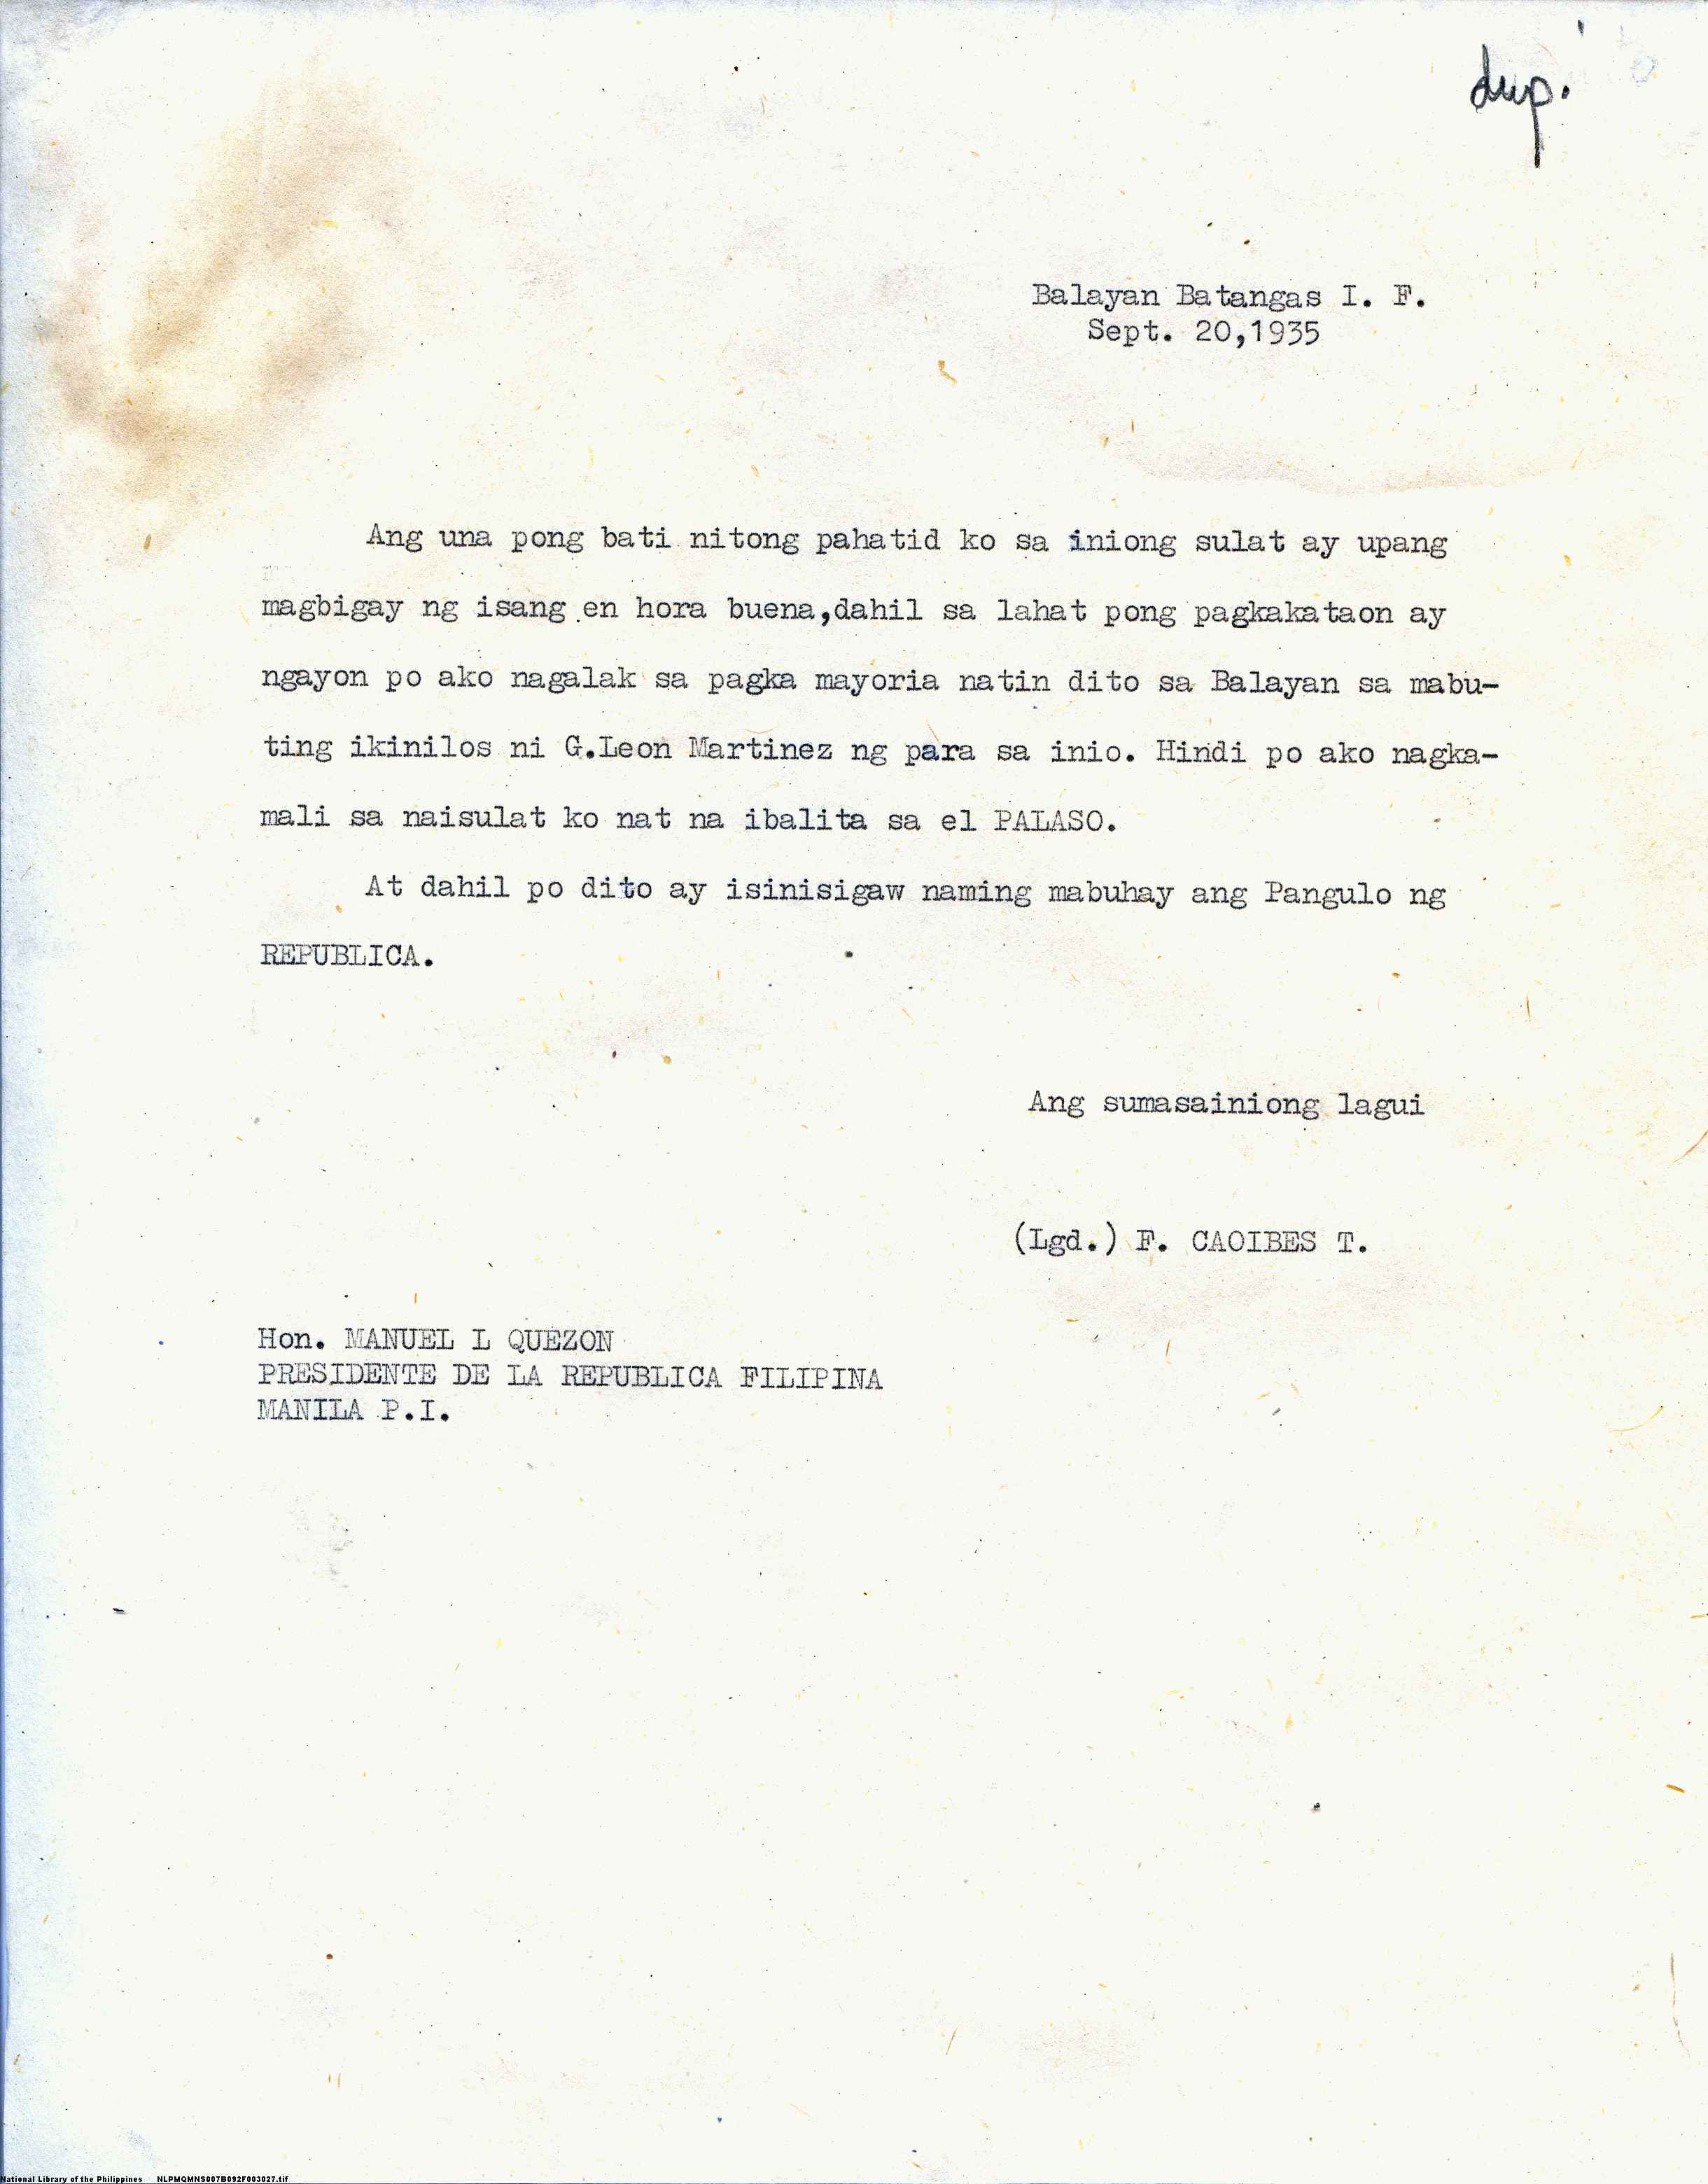 dup.
Balayan Batangas I. F.
Sept. 20,1935
Ang una pong bati nitong pahatid ko sa iniong sulat ay upang
magbigay ng isang en hora buena,dahil sa lahat pong pagkakataon ay
ngayon po ako nagalak sa pagka mayoria natin dito sa Balayan sa mabu-
ting ikinilos ni G.Leon Martinez ng para sa inio. Hindi po ako nagka-
mali sa naisulat ko nat na ibalita sa el PALASO.
At dahil po dito ay isinisigaw naming mabuhay ang Pangulo ng
REPUBLICA.
Ang sumasainiong lagui
(Lgd.) F. CAOIBES T.
Hon. MANUEL L QUEZON
PRESIDENTE DE LA REPUBLICA FILIPINA
MANILA P.I.
National Library of the Philippines NLPMQMNS007B092F003027.tif